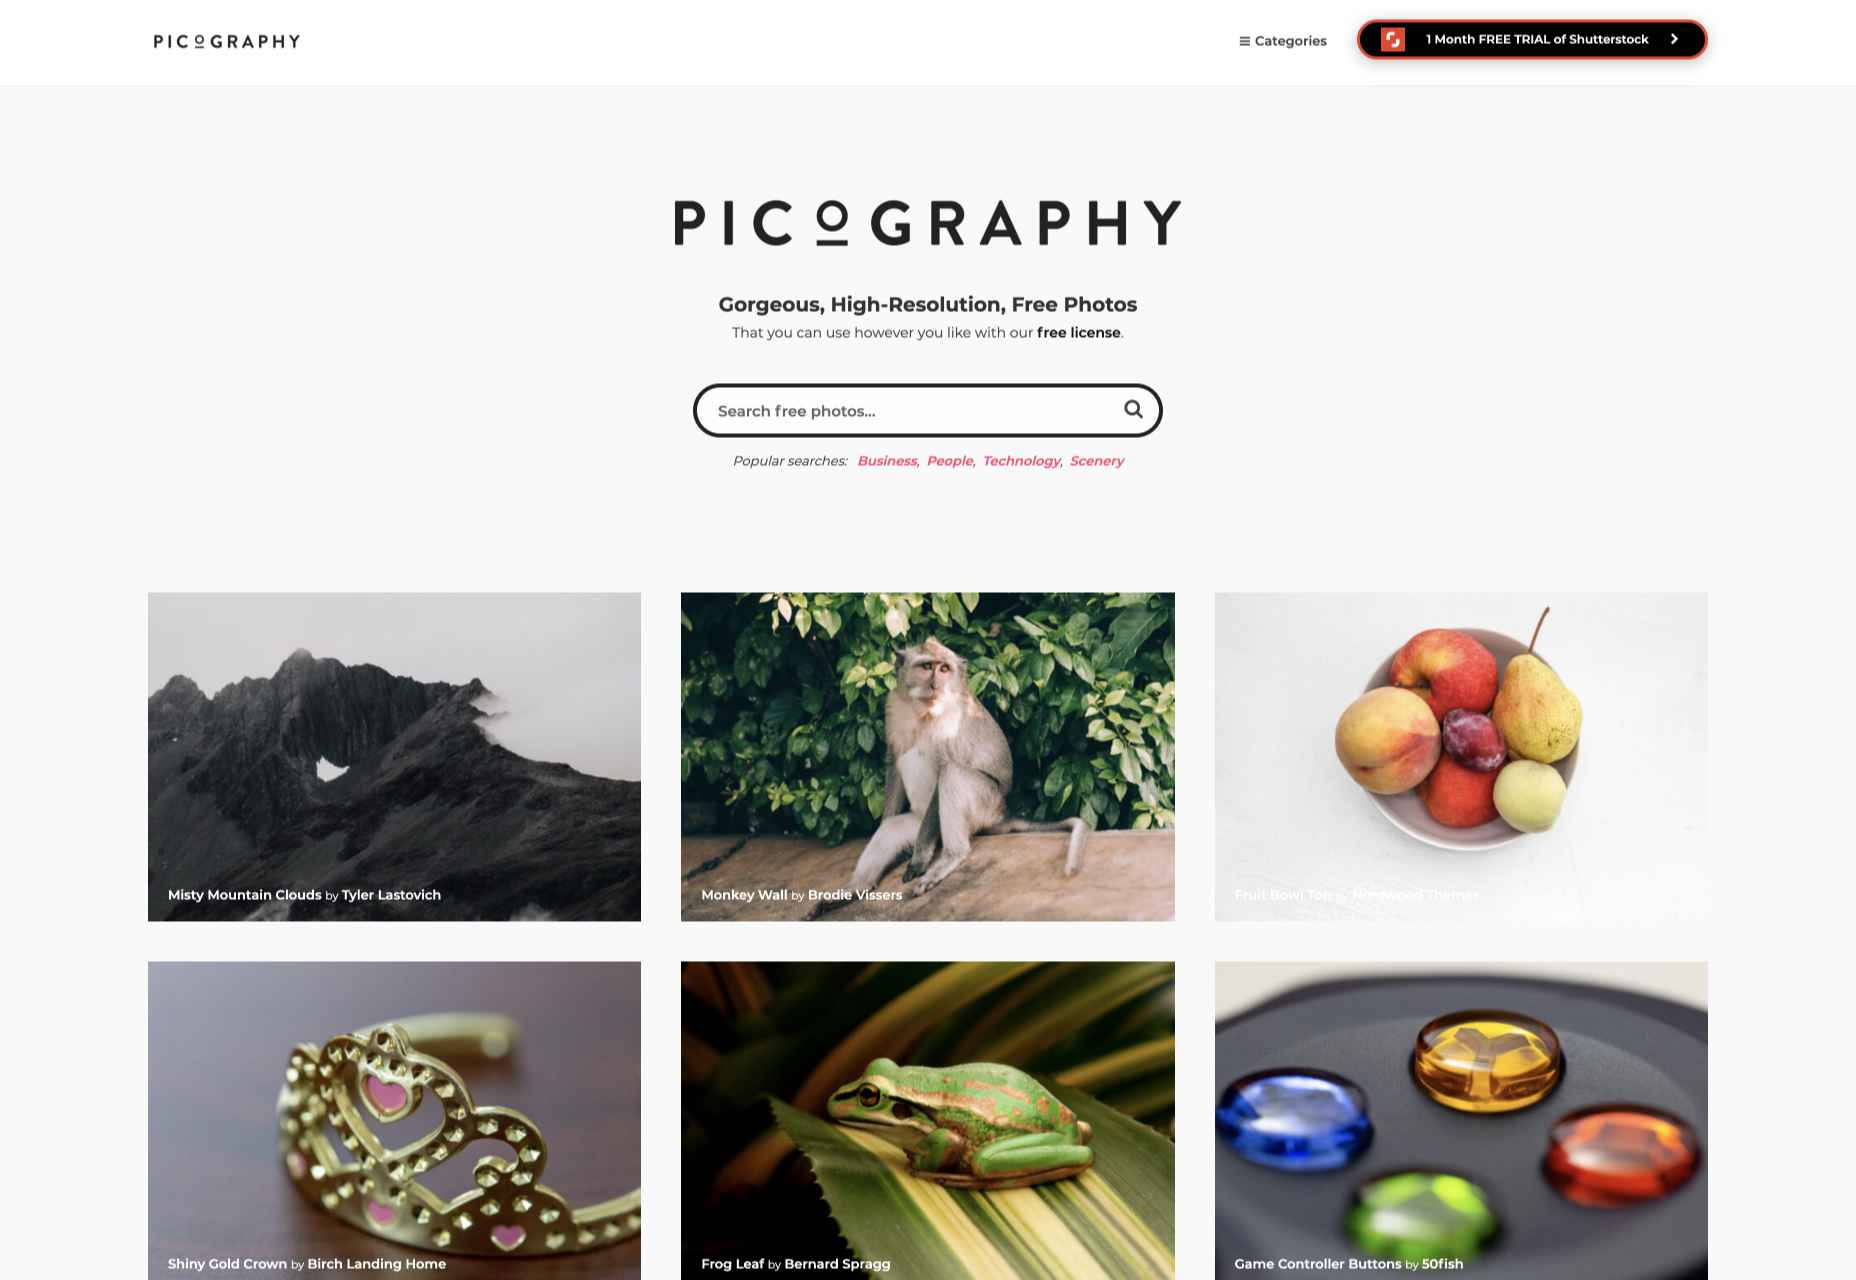 PICOGRAPHY
Categories
1 Month FREE TRIAL of Shutterstock
PICOGRAPHY
Gorgeous, High-Resolution, Free Photos
That you can use however you like with our free license.
Search free photos...
Popular searches: Business, People, Technology, Scenery
Misty Mountain Clouds by Tyler Lastovich
Monkey Wall by Brodie Vissers
Fruit Bowl Top by Nordwood Themes
Shiny Gold Crown by Birch Landing Home
Frog Leaf by Bernard Spragg
Game Controller Buttons by 50fish